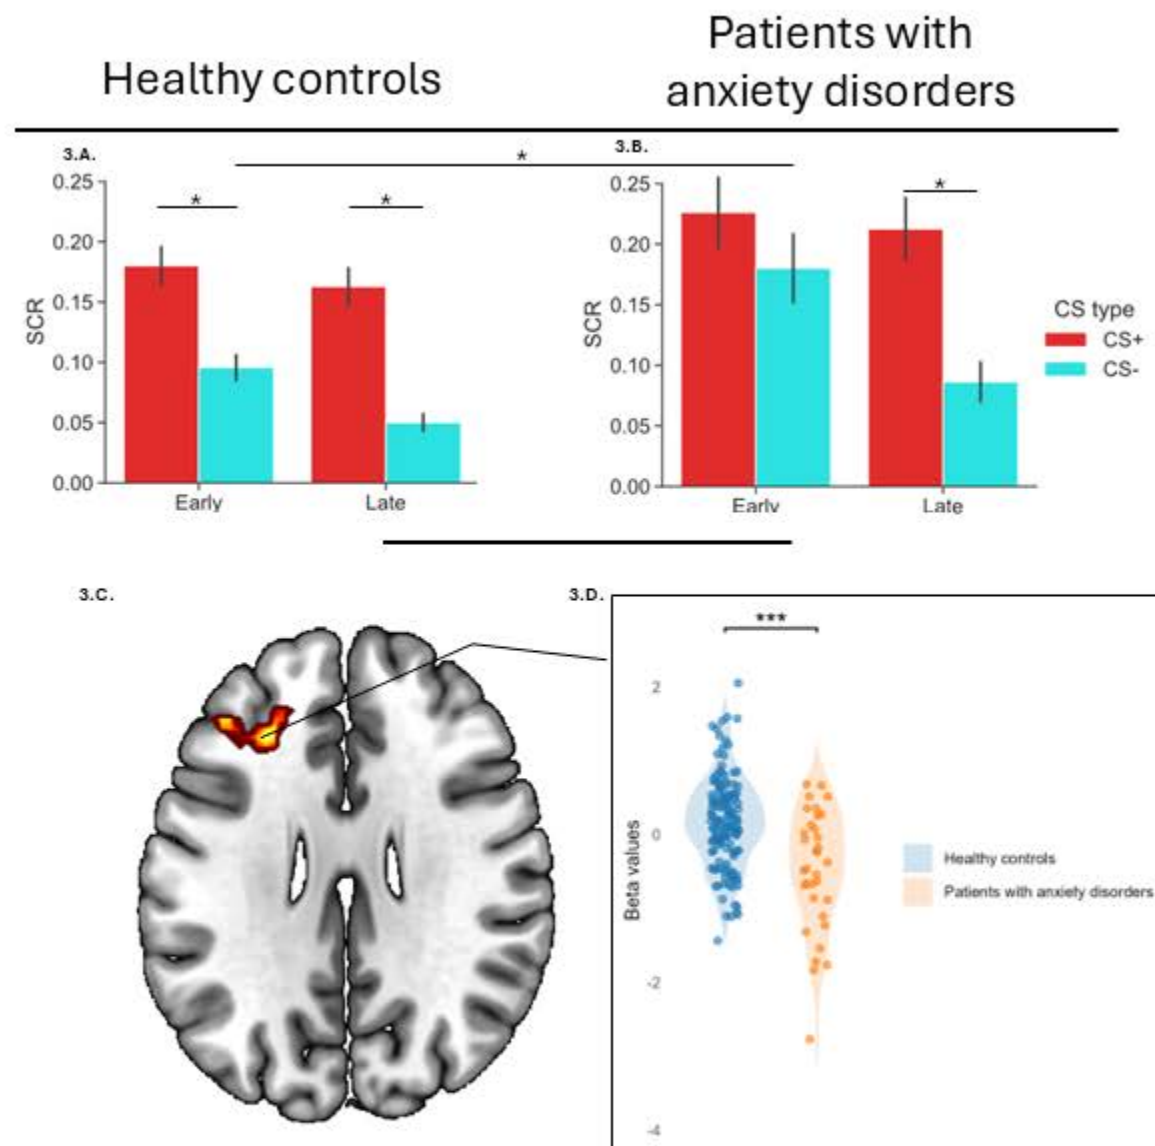 Healthy controls
Patients with
anxiety disorders
3.A.
*
3.B.
0.25
0.20
0.15
0.10
0.05
0.00
SCR
*
*
Early
Late
0.25
0.20
0.15
0.10
0.05
0.00
SCR
*
Early
Late
CS type
CS+
CS-
3.C.
3.D.
***
2
0
-2
-4
Beta values
Healthy controls
Patients with anxiety disorders